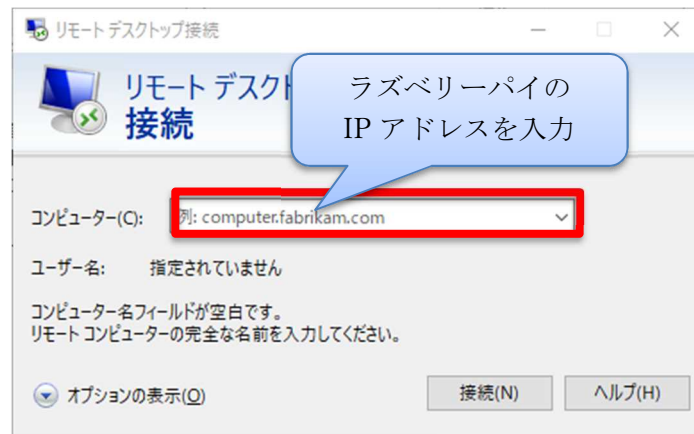 リモート デスクトップ接続
リモート デスクト
接続
ラズベリーパイの
IP アドレスを入力
コンピューター(C):
列: computer.fabrikam.com
ユーザー名: 指定されていません
コンピューター名フィールドが空白です。
リモート コンピューターの完全な名前を入力してください。
オプションの表示(O)
接続(N)
ヘルプ(H)